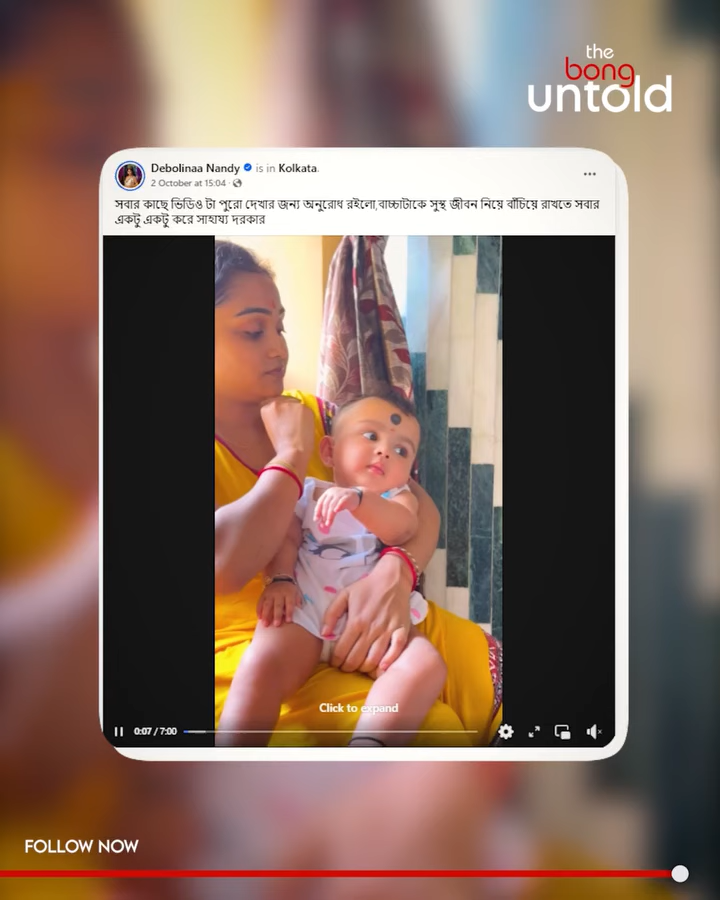 the
bong
untold
Debolinaa Nandy is in Kolkata.
2 October at 15:04 ·
সবার কাছে ভিডিও টা পুরো দেখার জন্য অনুরোধ রইলো,বাচ্চাটাকে সুস্থ জীবন নিয়ে বাঁচিয়ে রাখতে সবার
একটু একটু করে সাহায্য দরকার
Click to expand
0:07 / 7:00
FOLLOW NOW